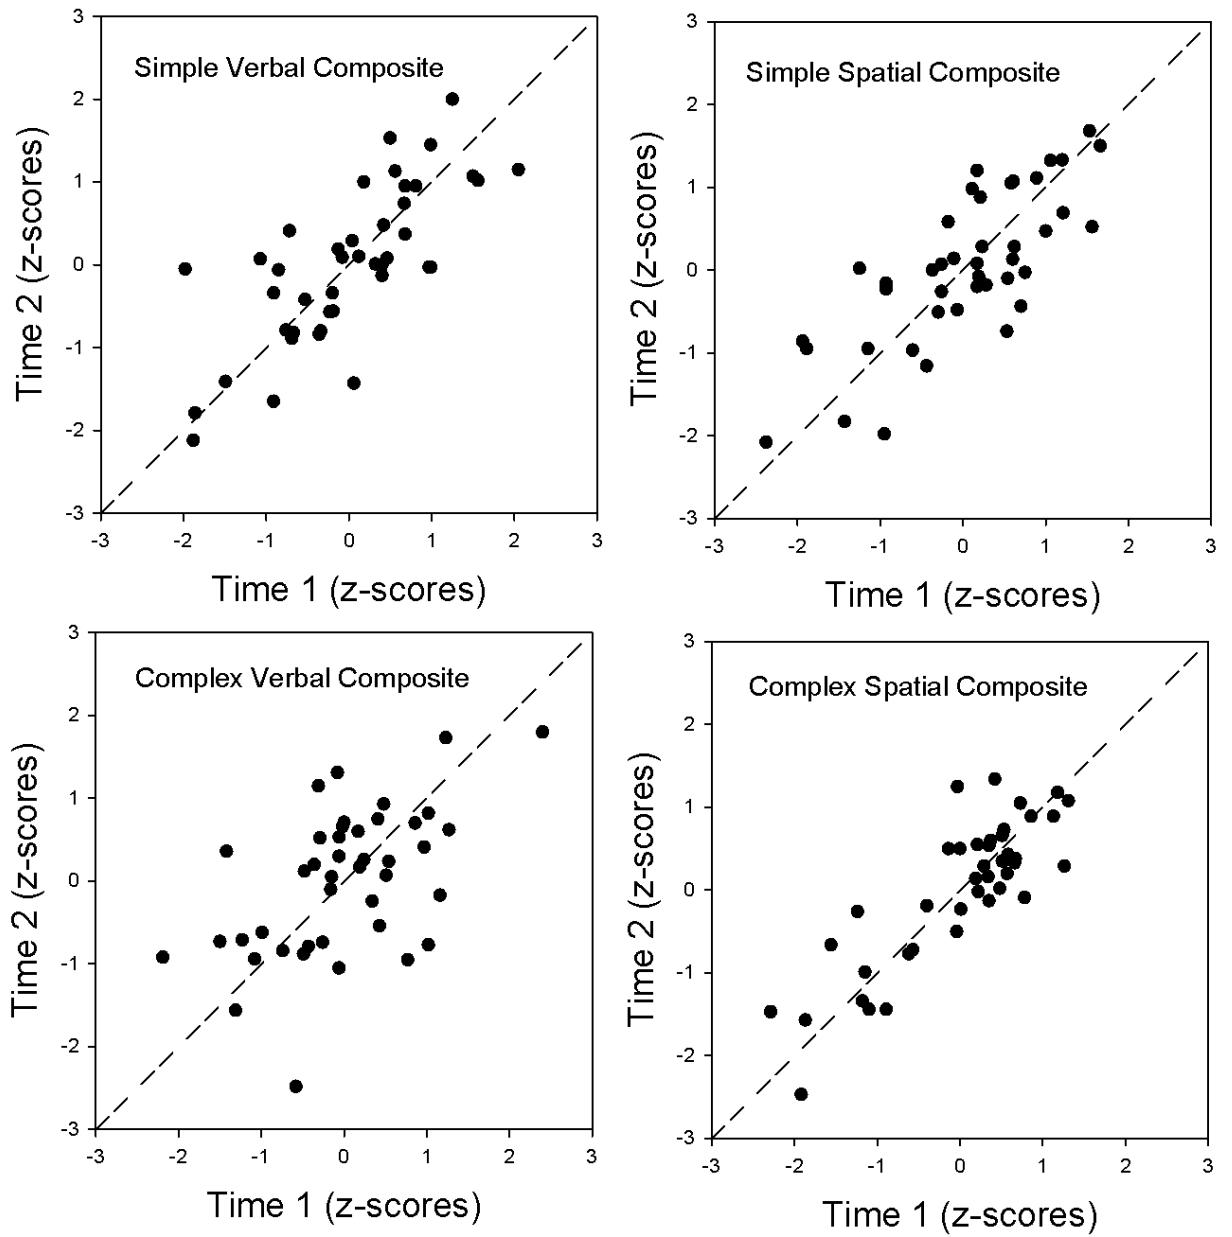 3
2
1
0
-1
-2
-3
Time 2 (z-scores)
Simple Verbal Composite
-3 -2 -1 0 1 2 3
Time 1 (z-scores)
3
2
1
0
-1
-2
-3
Time 2 (z-scores)
Simple Spatial Composite
-3 -2 -1 0 1 2 3
Time 1 (z-scores)
3
2
1
0
-1
-2
-3
Time 2 (z-scores)
Complex Verbal Composite
-3 -2 -1 0 1 2 3
Time 1 (z-scores)
3
2
1
0
-1
-2
-3
Time 2 (z-scores)
Complex Spatial Composite
-3 -2 -1 0 1 2 3
Time 1 (z-scores)